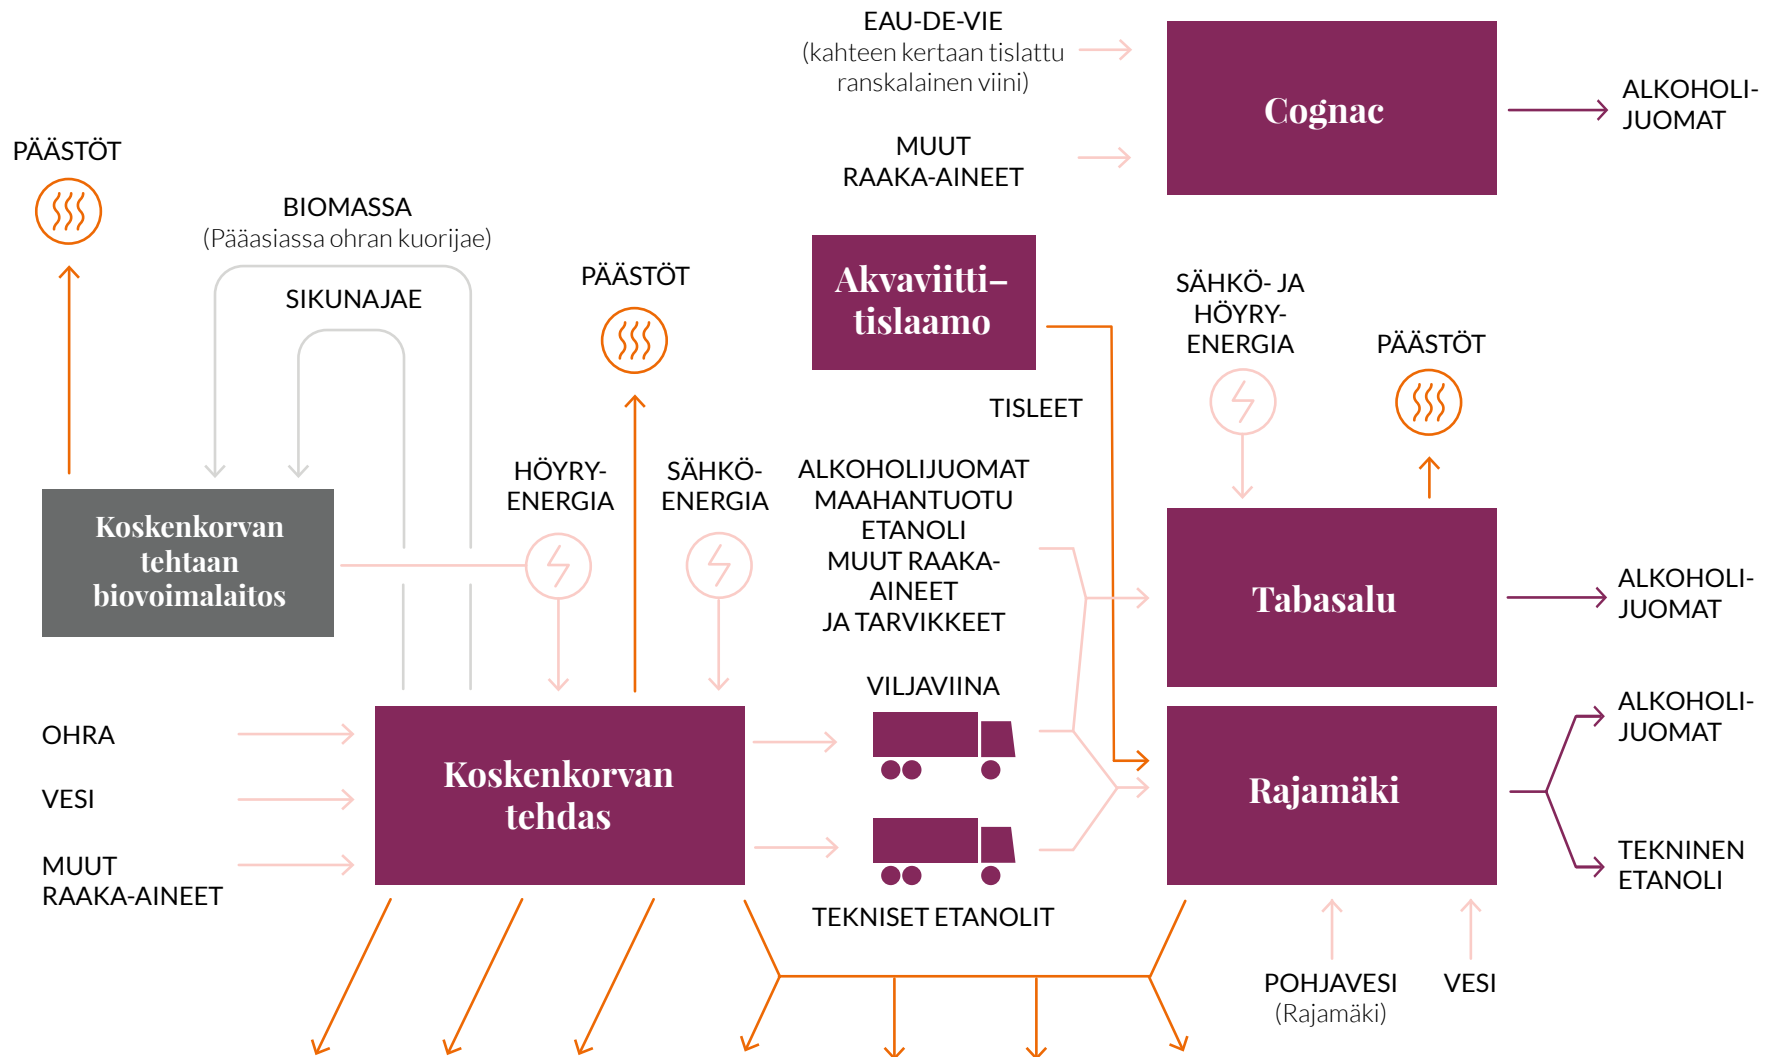 EAU-DE-VIE
(kahteen kertaan tislattu
ranskalainen viini)
MUUT
RAAKA-AINEET
Cognac
ALKOHOLI-
JUOMAT
PÄÄSTÖT
BIOMASSA
(Pääasiassa ohran kuorijae)
SIKUNAJAE
PÄÄSTÖT
Akvaviitti–
tislaamo
TISLEET
SÄHKÖ- JA
HÖYRY-
ENERGIA
PÄÄSTÖT
Koskenkorvan
tehtaan
biovoimalaitos
HÖYRY-
ENERGIA
SÄHKÖ-
ENERGIA
ALKOHOLIJUOMAT
MAAHANTUOTU
ETANOLI
MUUT RAAKA-
AINEET
JA TARVIKKEET
Tabasalu
ALKOHOLI-
JUOMAT
OHRA
VESI
MUUT
RAAKA-AINEET
Koskenkorvan
tehdas
VILJAVIINA
TEKNISET ETANOLIT
Rajamäki
ALKOHOLI-
JUOMAT
TEKNINEN
ETANOLI
POHJAVESI
(Rajamäki)
VESI